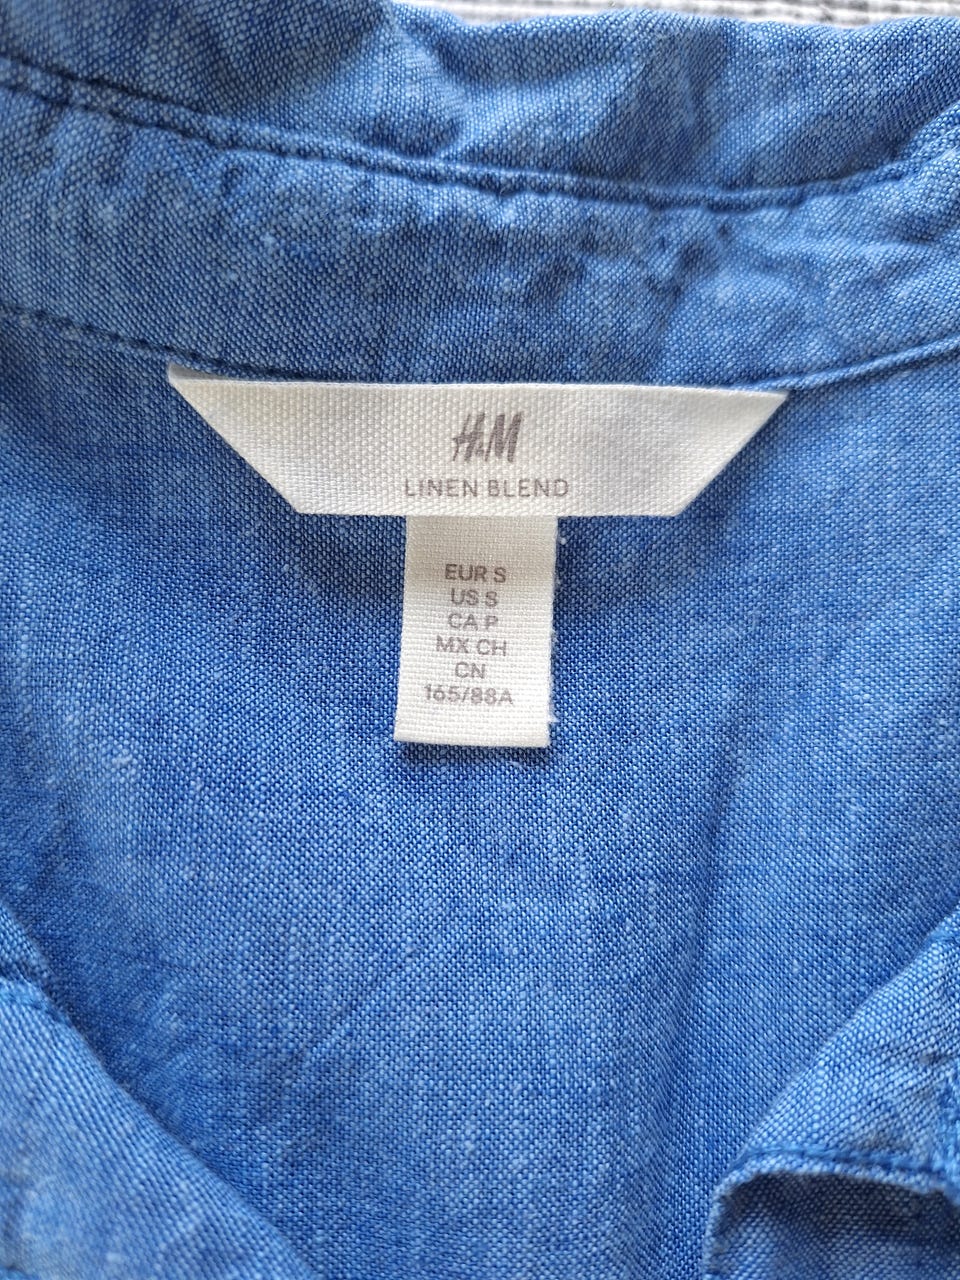 H&M
LINEN BLEND
EUR S
US S
CA P
MX CH
CN
165/88A